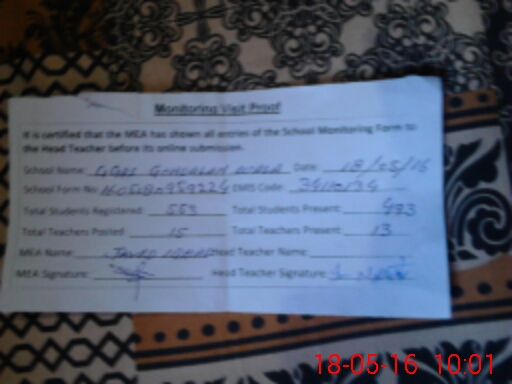 Monitoring Visit Proof
It is certified that the MEA has shown all entries of the School Monitoring Form to
the Head Teacher before its online submission.
School Name: Date: 18/05/16
School Form No: EMIS Code:
Total Students Registered: 553 Total Students Present: 493
Total Teachers Posted: 15 Total Teachers Present: 13
MEA Name: Head Teacher Name:
MEA Signature: Head Teacher Signature:
18-05-16 10:01